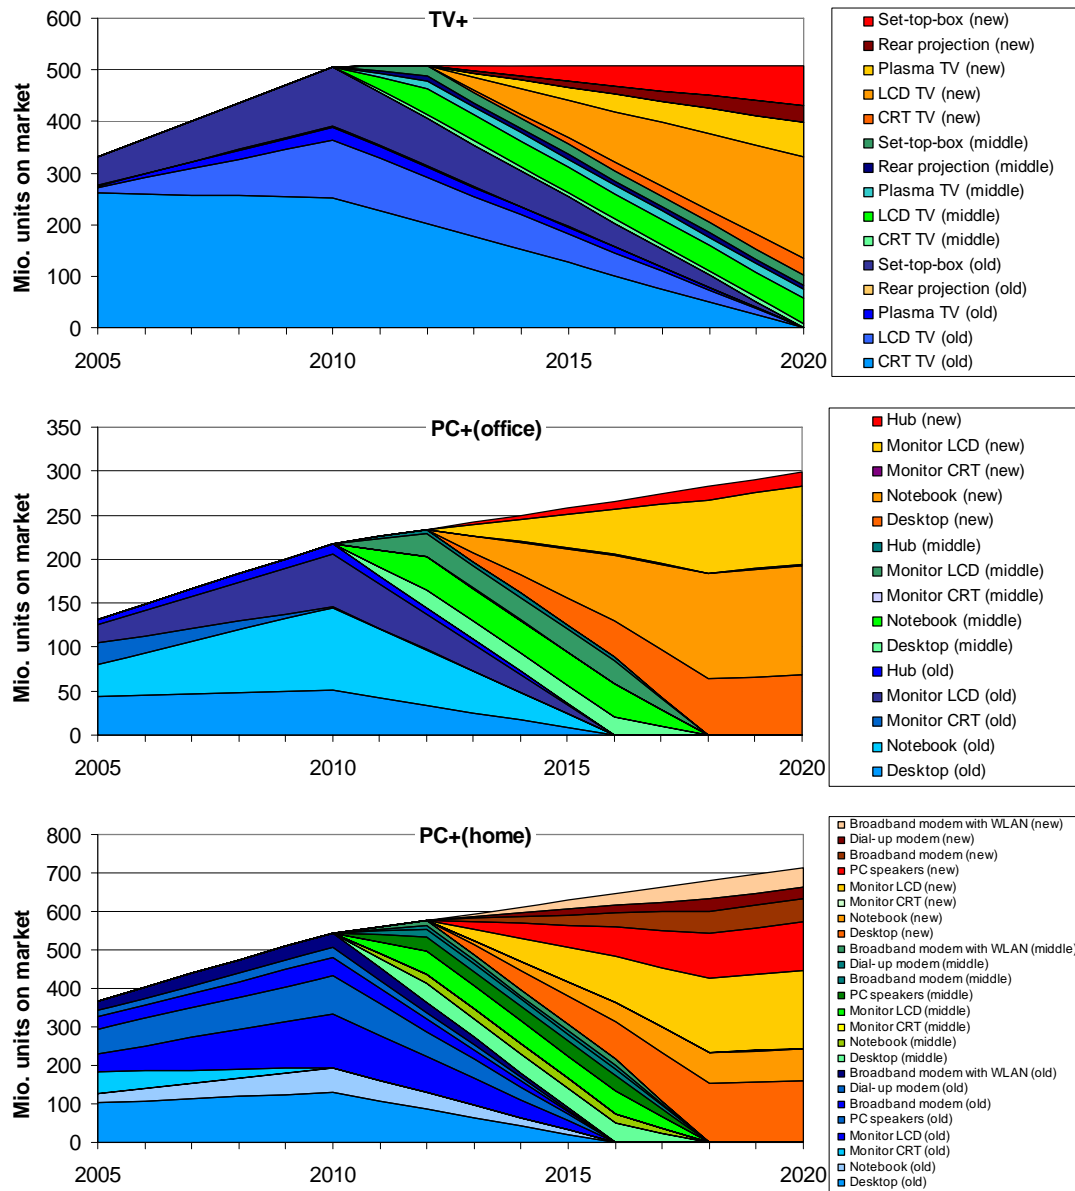 TV+
Mio. units on market
600
500
400
300
200
100
0
2005
2010
2015
2020
Set-top-box (new)
Rear projection (new)
Plasma TV (new)
LCD TV (new)
CRT TV (new)
Set-top-box (middle)
Rear projection (middle)
Plasma TV (middle)
LCD TV (middle)
CRT TV (middle)
Set-top-box (old)
Rear projection (old)
Plasma TV (old)
LCD TV (old)
CRT TV (old)
PC+(office)
Mio. units on market
350
300
250
200
150
100
50
0
2005
2010
2015
2020
Hub (new)
Monitor LCD (new)
Monitor CRT (new)
Notebook (new)
Desktop (new)
Hub (middle)
Monitor LCD (middle)
Monitor CRT (middle)
Notebook (middle)
Desktop (middle)
Hub (old)
Monitor LCD (old)
Monitor CRT (old)
Notebook (old)
Desktop (old)
PC+(home)
Mio. units on market
800
700
600
500
400
300
200
100
0
2005
2010
2015
2020
Broadband modem with WLAN (new)
Dial-up modem (new)
Broadband modem (new)
PC speakers (new)
Monitor LCD (new)
Monitor CRT (new)
Notebook (new)
Desktop (new)
Broadband modem with WLAN (middle)
Dial-up modem (middle)
Broadband modem (middle)
PC speakers (middle)
Monitor LCD (middle)
Monitor CRT (middle)
Notebook (middle)
Desktop (middle)
Broadband modem with WLAN (old)
Dial-up modem (old)
Broadband modem (old)
PC speakers (old)
Monitor LCD (old)
Monitor CRT (old)
Notebook (old)
Desktop (old)